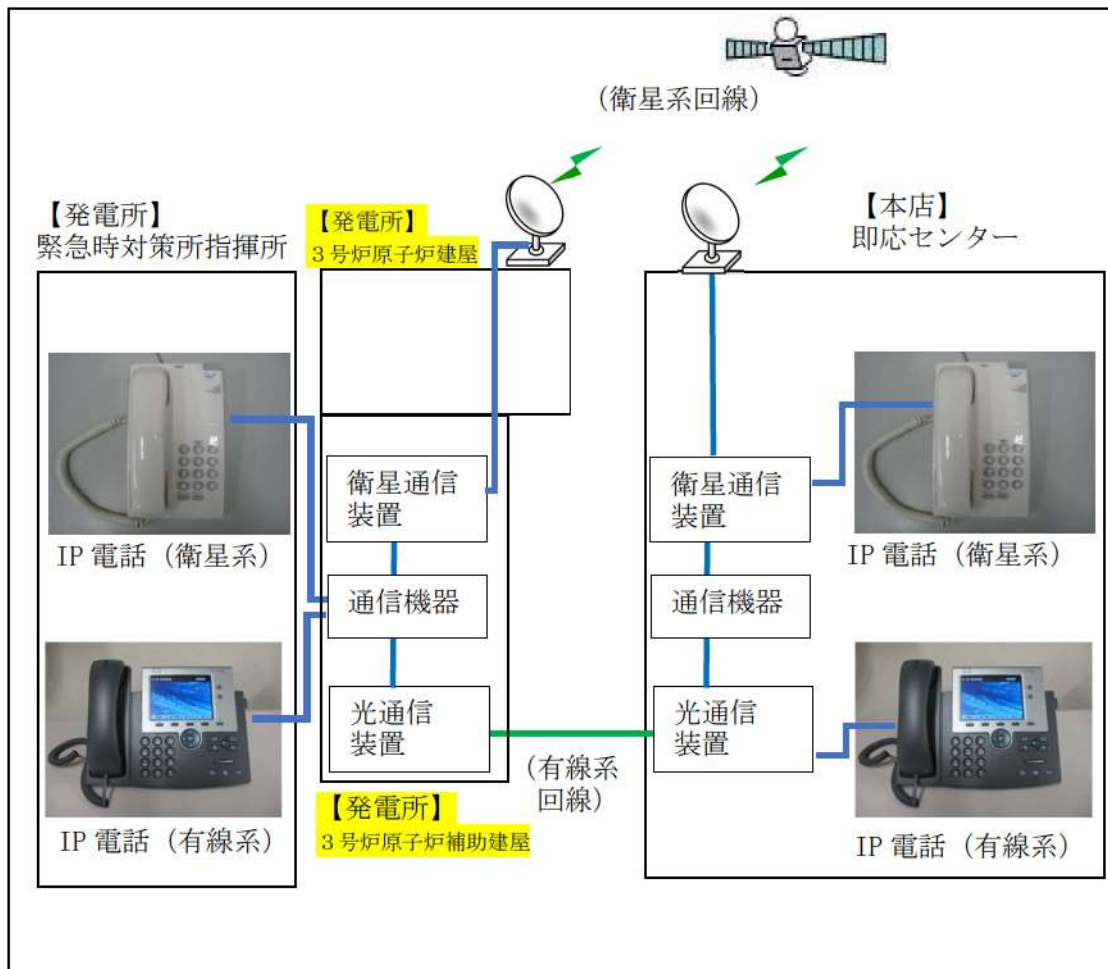 （衛星系回線）
【発電所】
緊急時対策所指揮所
【発電所】
３号炉原子炉建屋
【本店】
即応センター
IP 電話（衛星系）
衛星通信
装置
通信機器
光通信
装置
IP 電話（有線系）
【発電所】
３号炉原子炉補助建屋
（有線系
回線）
衛星通信
装置
通信機器
光通信
装置
IP 電話（衛星系）
IP 電話（有線系）